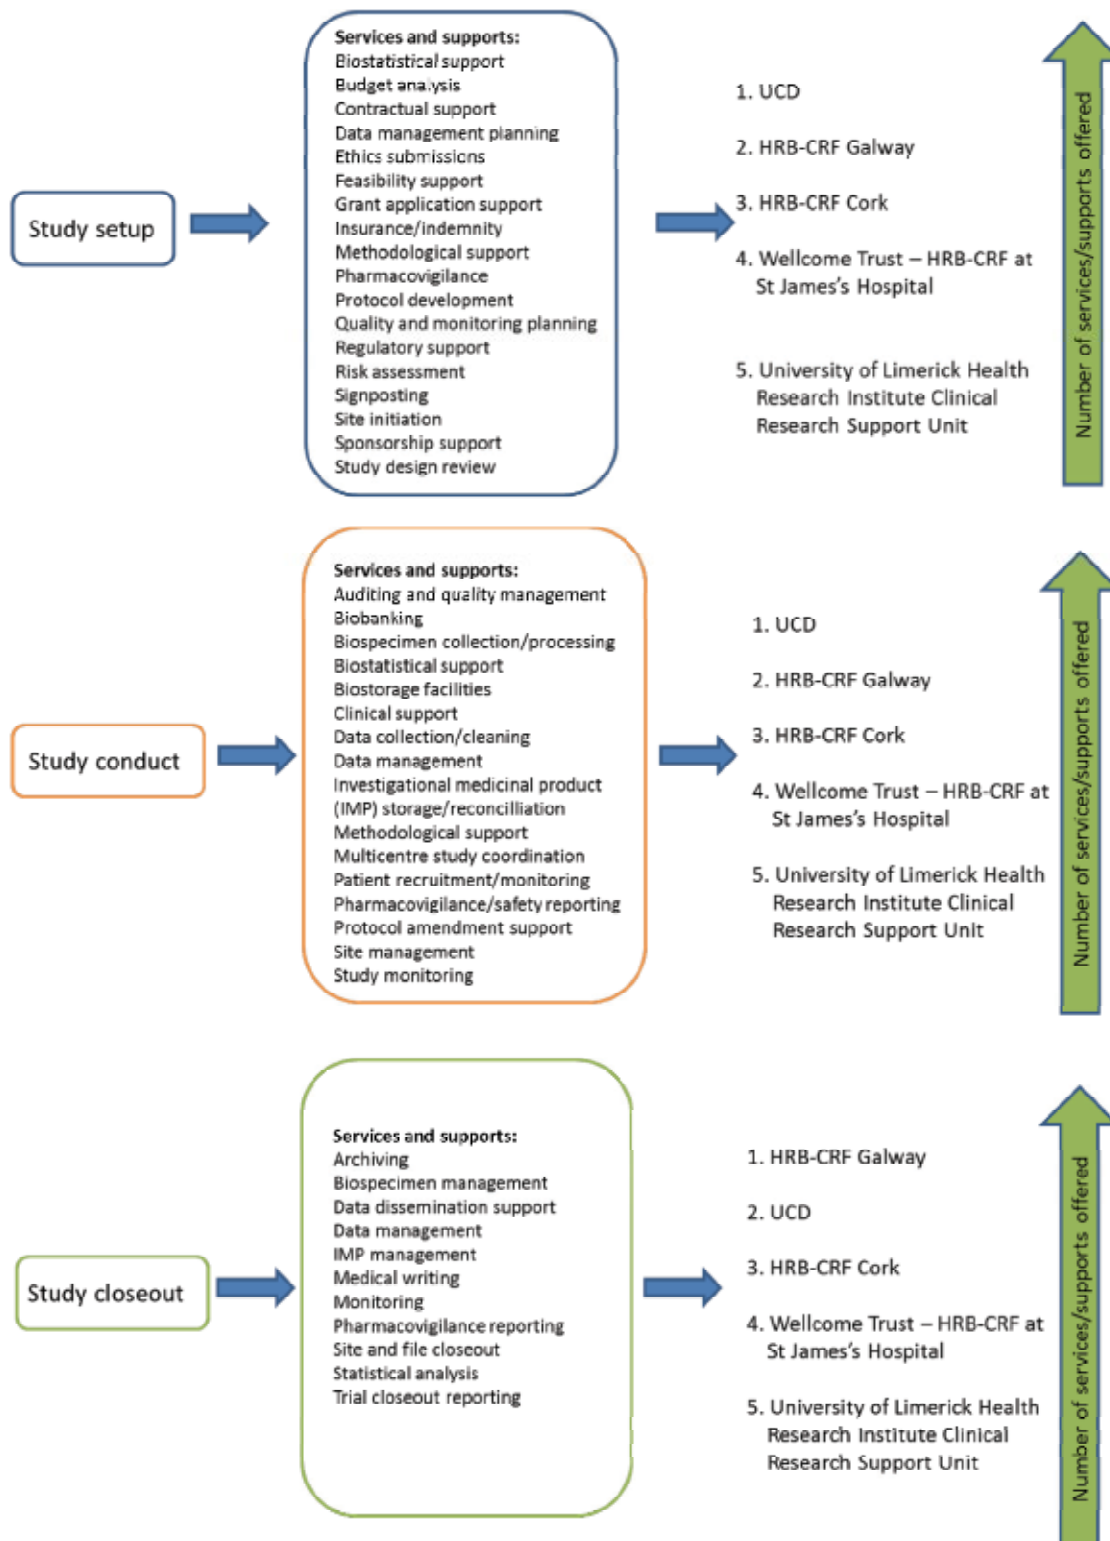 Study setup
Services and supports:
Biostatistical support
Budget analysis
Contractual support
Data management planning
Ethics submissions
Feasibility support
Grant application support
Insurance/indemnity
Methodological support
Pharmacovigilance
Protocol development
Quality and monitoring planning
Regulatory support
Risk assessment
Signposting
Site initiation
Sponsorship support
Study design review
1. UCD
2. HRB-CRF Galway
3. HRB-CRF Cork
4. Wellcome Trust – HRB-CRF at
St James's Hospital
5. University of Limerick Health
Research Institute Clinical
Research Support Unit
Number of services/supports offered
Study conduct
Services and supports:
Auditing and quality management
Biobanking
Biospecimen collection/processing
Biostatistical support
Biostorage facilities
Clinical support
Data collection/cleaning
Data management
Investigational medicinal product
(IMP) storage/reconcilliation
Methodological support
Multicentre study coordination
Patient recruitment/monitoring
Pharmacovigilance/safety reporting
Protocol amendment support
Site management
Study monitoring
1. UCD
2. HRB-CRF Galway
3. HRB-CRF Cork
4. Wellcome Trust – HRB-CRF at
St James's Hospital
5. University of Limerick Health
Research Institute Clinical
Research Support Unit
Number of services/supports offered
Study closeout
Services and supports:
Archiving
Biospecimen management
Data dissemination support
Data management
IMP management
Medical writing
Monitoring
Pharmacovigilance reporting
Site and file closeout
Statistical analysis
Trial closeout reporting
1. HRB-CRF Galway
2. UCD
3. HRB-CRF Cork
4. Wellcome Trust – HRB-CRF at
St James's Hospital
5. University of Limerick Health
Research Institute Clinical
Research Support Unit
Number of services/supports offered